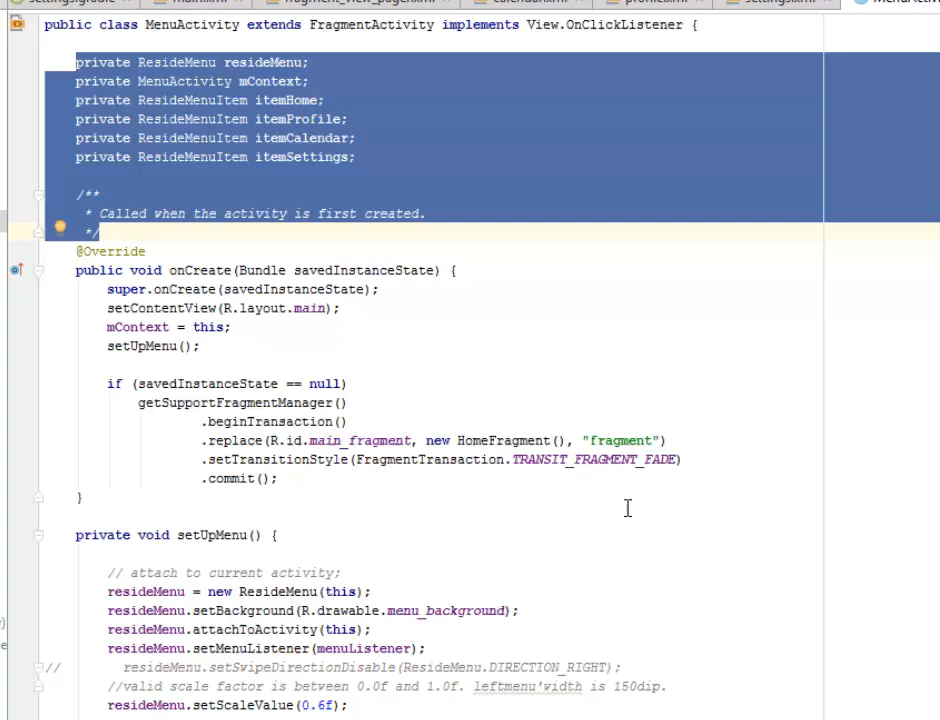 public class MenuActivity extends FragmentActivity implements View.OnClickListener {
private ResideMenu resideMenu;
private MenuActivity mContext;
private ResideMenuItem itemHome;
private ResideMenuItem itemProfile;
private ResideMenuItem itemCalendar;
private ResideMenuItem itemSettings;
/**
* Called when the activity is first created.
*/
@Override
public void onCreate(Bundle savedInstanceState) {
super.onCreate(savedInstanceState);
setContentView(R.layout.main);
mContext = this;
setUpMenu();
if (savedInstanceState == null)
getSupportFragmentManager()
.beginTransaction()
.replace(R.id.main_fragment, new HomeFragment(), "fragment")
.setTransitionStyle(FragmentTransaction.TRANSIT_FRAGMENT_FADE)
.commit();
}
private void setUpMenu() {
// attach to current activity;
resideMenu = new ResideMenu(this);
resideMenu.setBackground(R.drawable.menu_background);
resideMenu.attachToActivity(this);
resideMenu.setMenuListener(menuListener);
// resideMenu.setSwipeDirectionDisable(ResideMenu.DIRECTION_RIGHT);
//valid scale factor is between 0.0f and 1.0f. leftmenu'width is 150dip.
resideMenu.setScaleValue(0.6f);